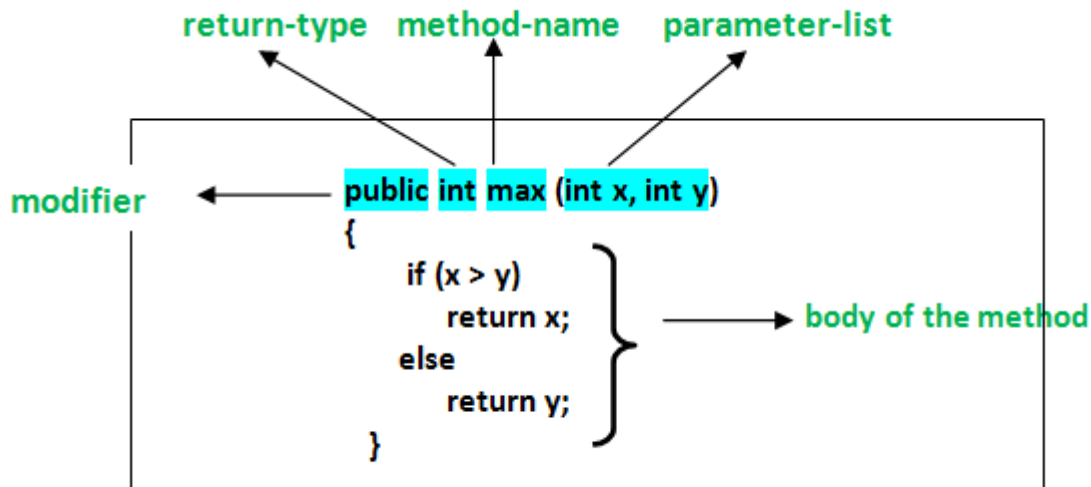 return-type method-name parameter-list
modifier
public int max (int x, int y)
{
if (x > y)
return x;
body of the method
else
return y;
}